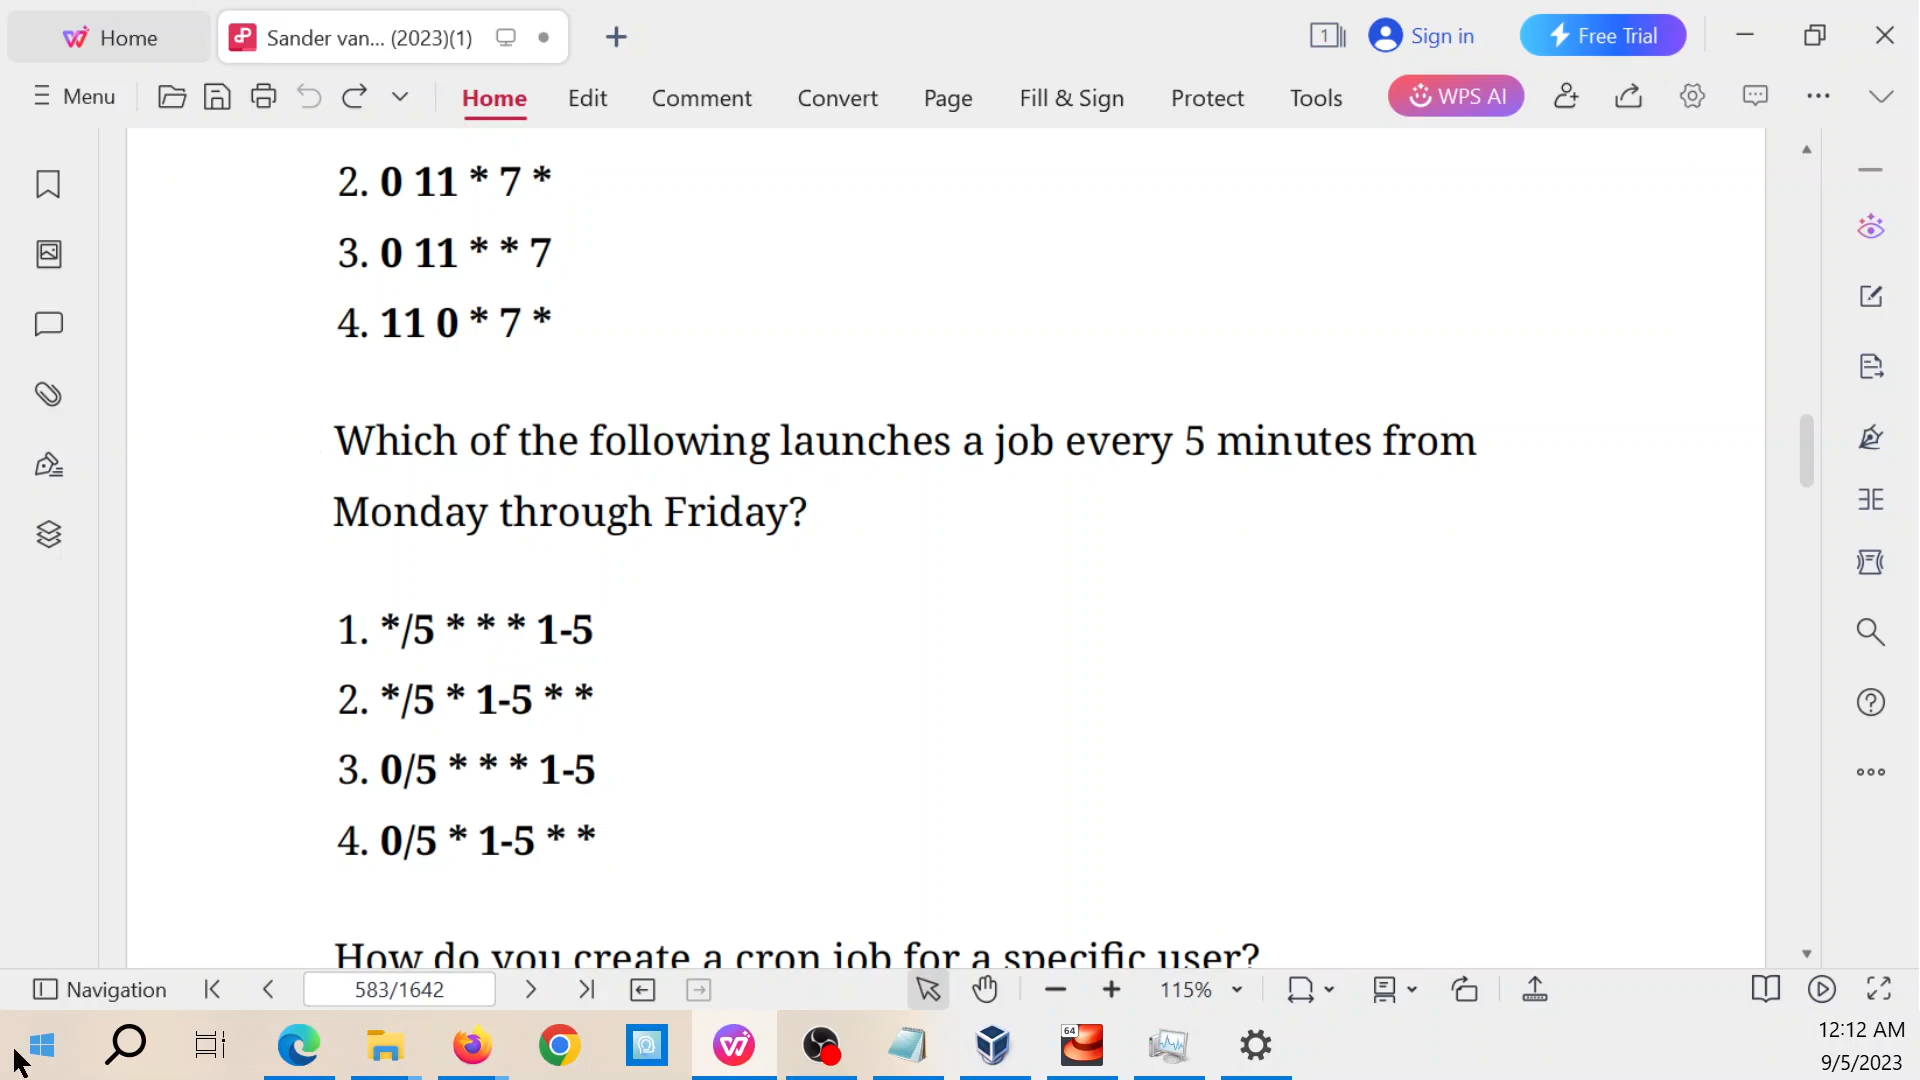 Home
Sander van... (2023)(1)
1
Sign in
Free Trial
Menu
Home
Edit
Comment
Convert
Page
Fill & Sign
Protect
Tools
WPS AI
2. 0 11 * 7 *
3. 0 11 * * 7
4. 11 0 * 7 *
Which of the following launches a job every 5 minutes from
Monday through Friday?
1. */5 * * * 1-5
2. */5 * 1-5 * *
3. 0/5 * * * 1-5
4. 0/5 * 1-5 * *
How do you create a cron job for a specific user?
Navigation
583/1642
115%
64
12:12 AM
9/5/2023